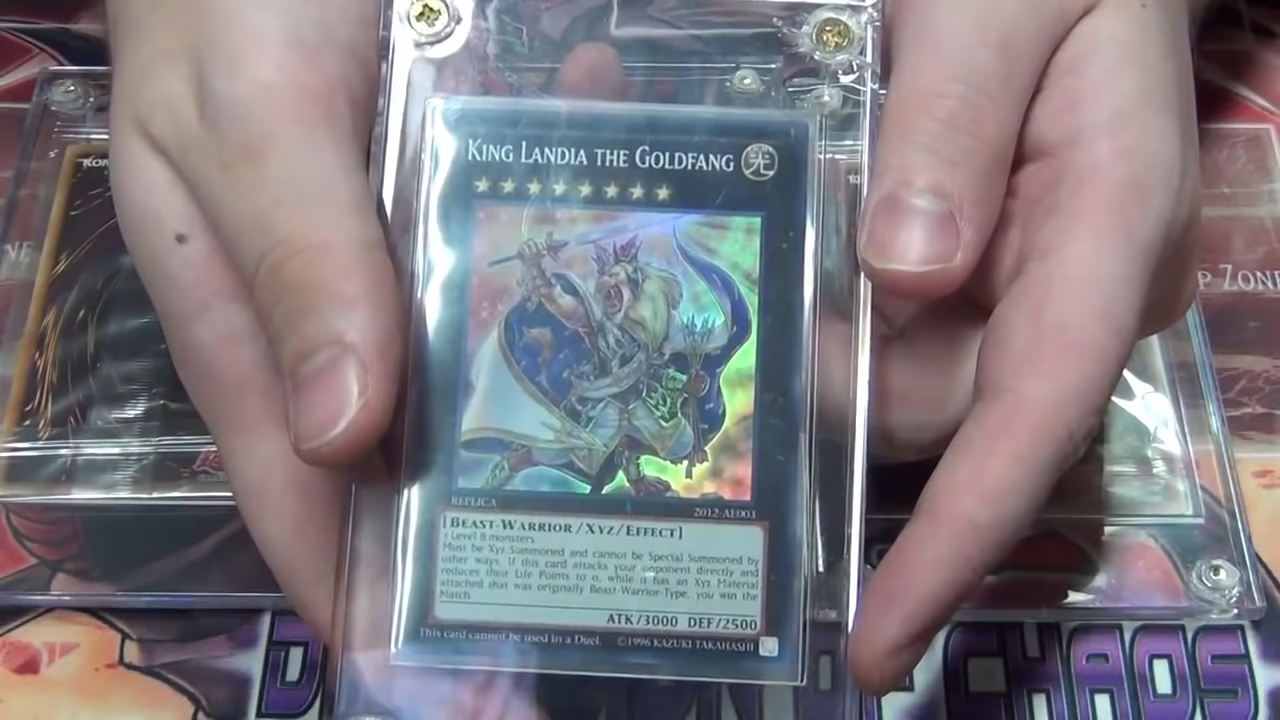 KING LANDIA THE GOLDFANG 光
KON
REPLICA
2012-AE003
P ZONE
[BEAST-WARRIOR/XYZ/EFFECT]
Level 8 monsters
Must be Xyz Summoned and cannot be Special Summoned by
other ways. If this card attacks your opponent directly and
reduces their Life Points to 0, while it has an Xyz Material
attached that was originally Beast-Warrior-Type, you win the
Match.
ATK/3000 DEF/2500
This card cannot be used in a Duel. ©1996 KAZUKI TAKAHASHI
D
OF CHAOS